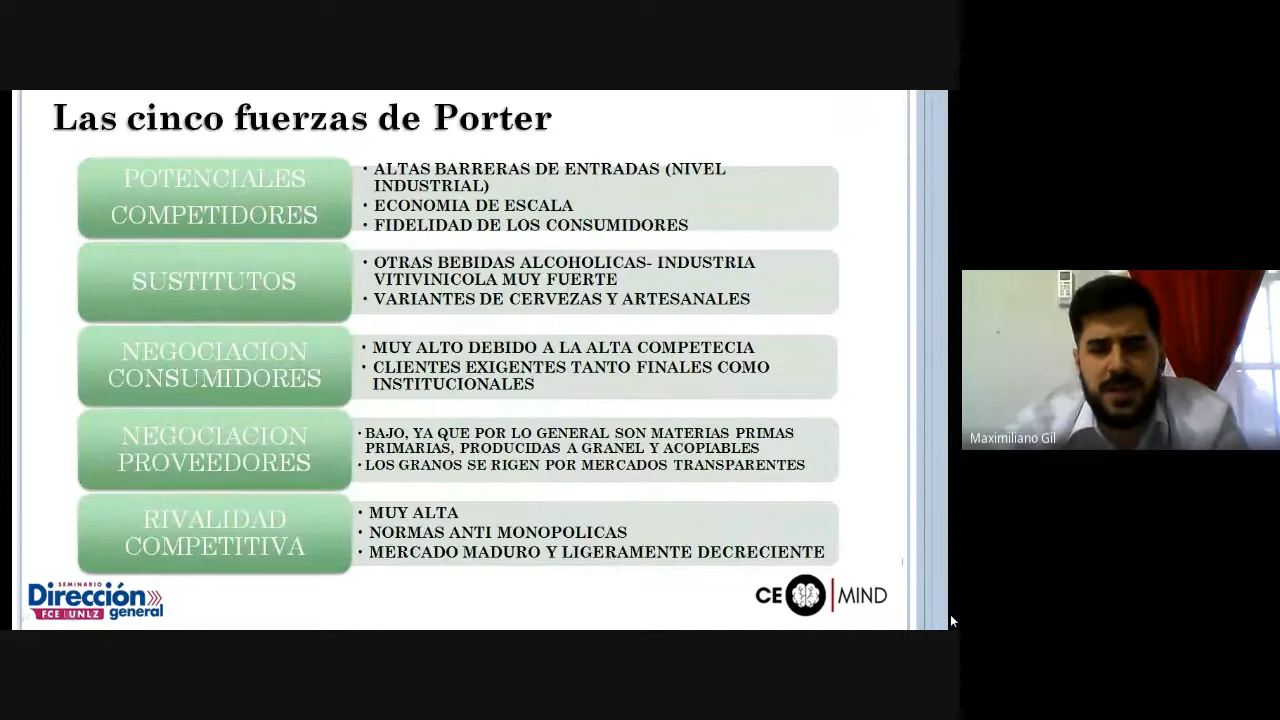 Las cinco fuerzas de Porter
POTENCIALES
COMPETIDORES
• ALTAS BARRERAS DE ENTRADAS (NIVEL
INDUSTRIAL)
• ECONOMIA DE ESCALA
• FIDELIDAD DE LOS CONSUMIDORES
SUSTITUTOS
• OTRAS BEBIDAS ALCOHOLICAS- INDUSTRIA
VITIVINICOLA MUY FUERTE
• VARIANTES DE CERVEZAS Y ARTESANALES
NEGOCIACION
CONSUMIDORES
• MUY ALTO DEBIDO A LA ALTA COMPETECIA
• CLIENTES EXIGENTES TANTO FINALES COMO
INSTITUCIONALES
NEGOCIACION
PROVEEDORES
• BAJO, YA QUE POR LO GENERAL SON MATERIAS PRIMAS
PRIMARIAS, PRODUCIDAS A GRANEL Y ACOPIABLES
• LOS GRANOS SE RIGEN POR MERCADOS TRANSPARENTES
RIVALIDAD
COMPETITIVA
• MUY ALTA
• NORMAS ANTI MONOPOLICAS
• MERCADO MADURO Y LIGERAMENTE DECRECIENTE
SEMINARIO
Dirección
general
FCE UNLZ
CE MIND
Maximiliano Gil